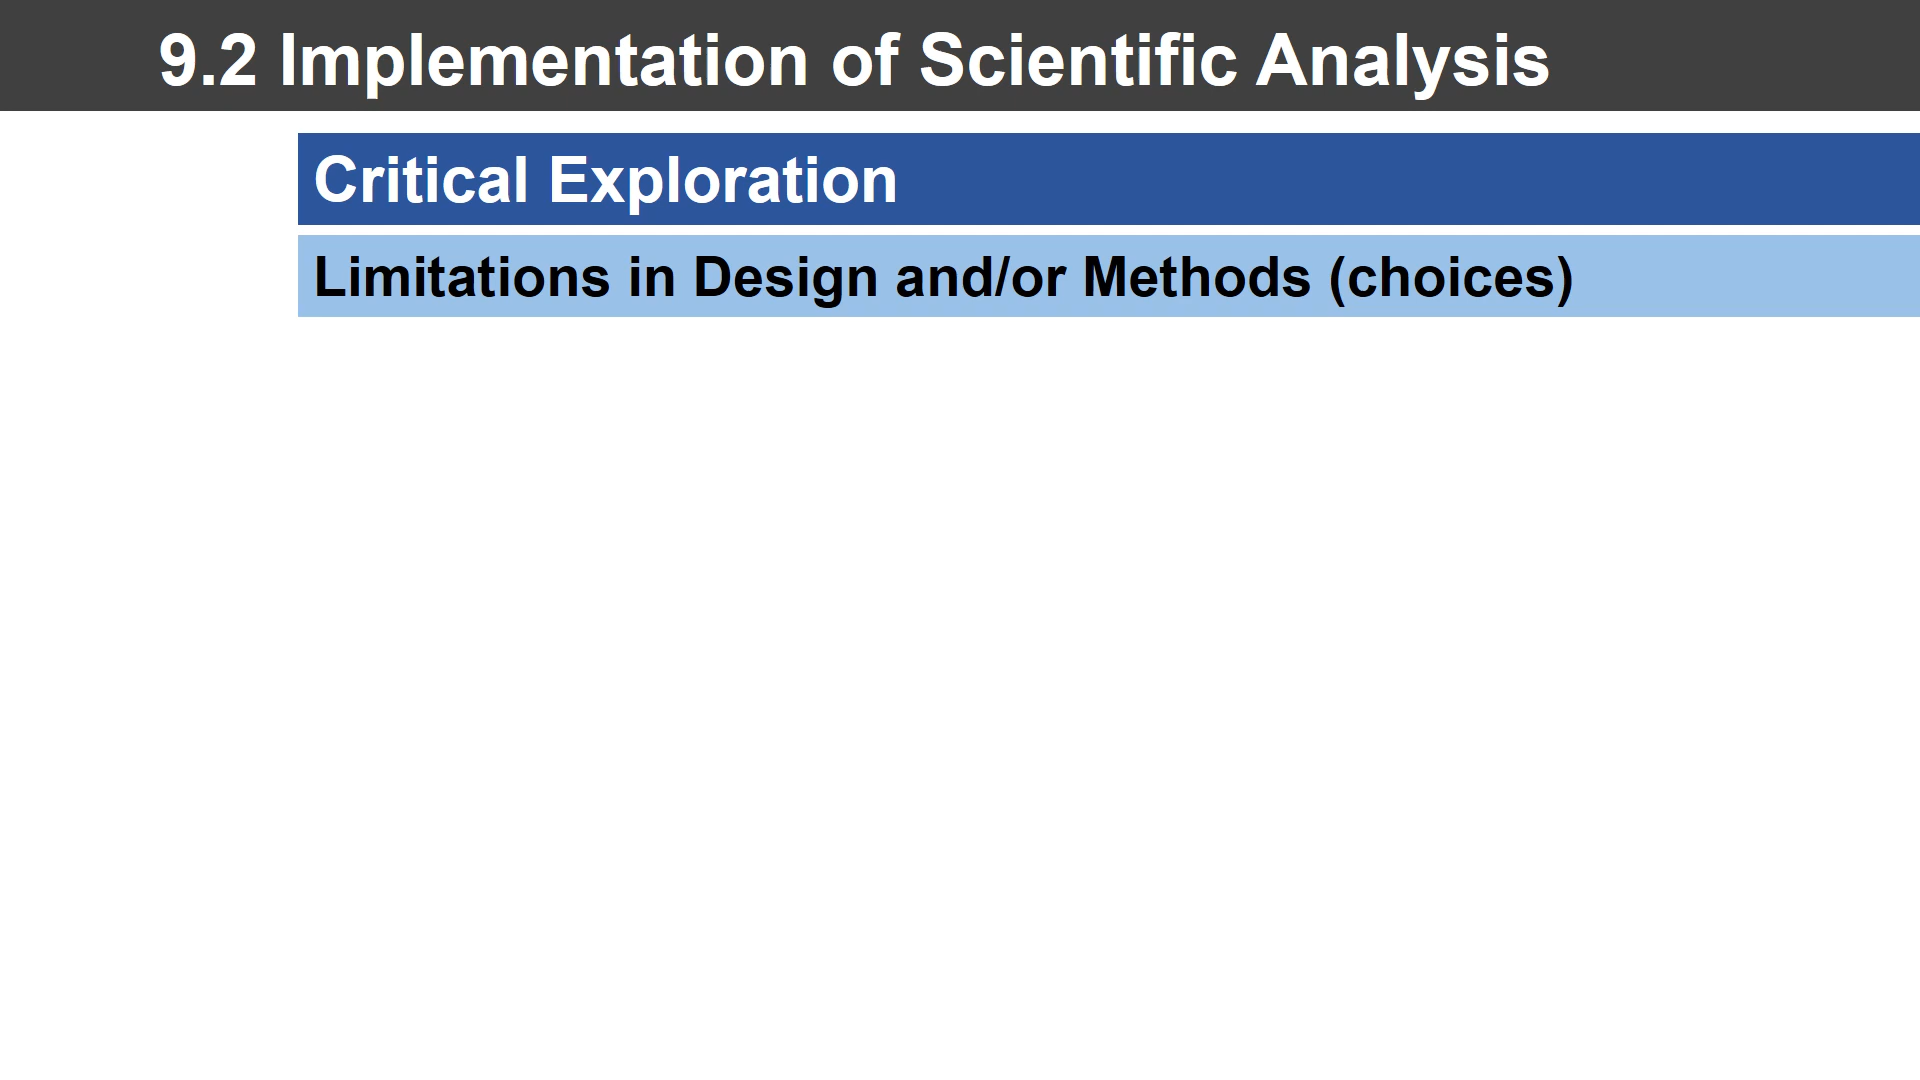 9.2 Implementation of Scientific Analysis
Critical Exploration
Limitations in Design and/or Methods (choices)